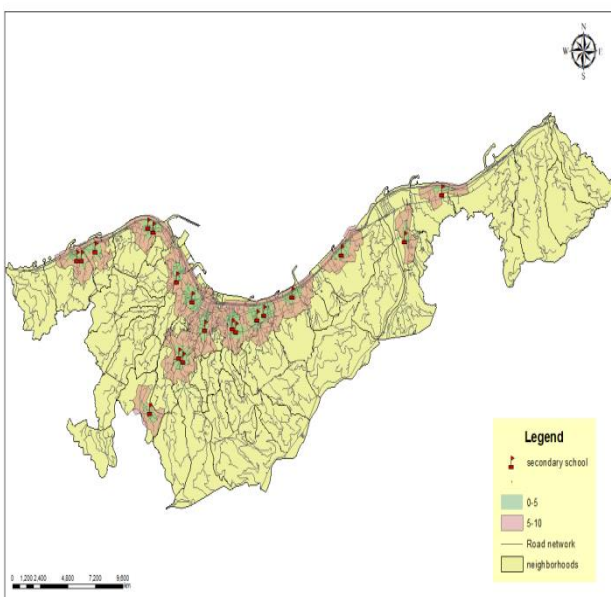 N
W E
S
Legend
secondary school
0-5
5-10
Road network
neighborhoods
0 1,200 2,400 4,800 7,200 9,600